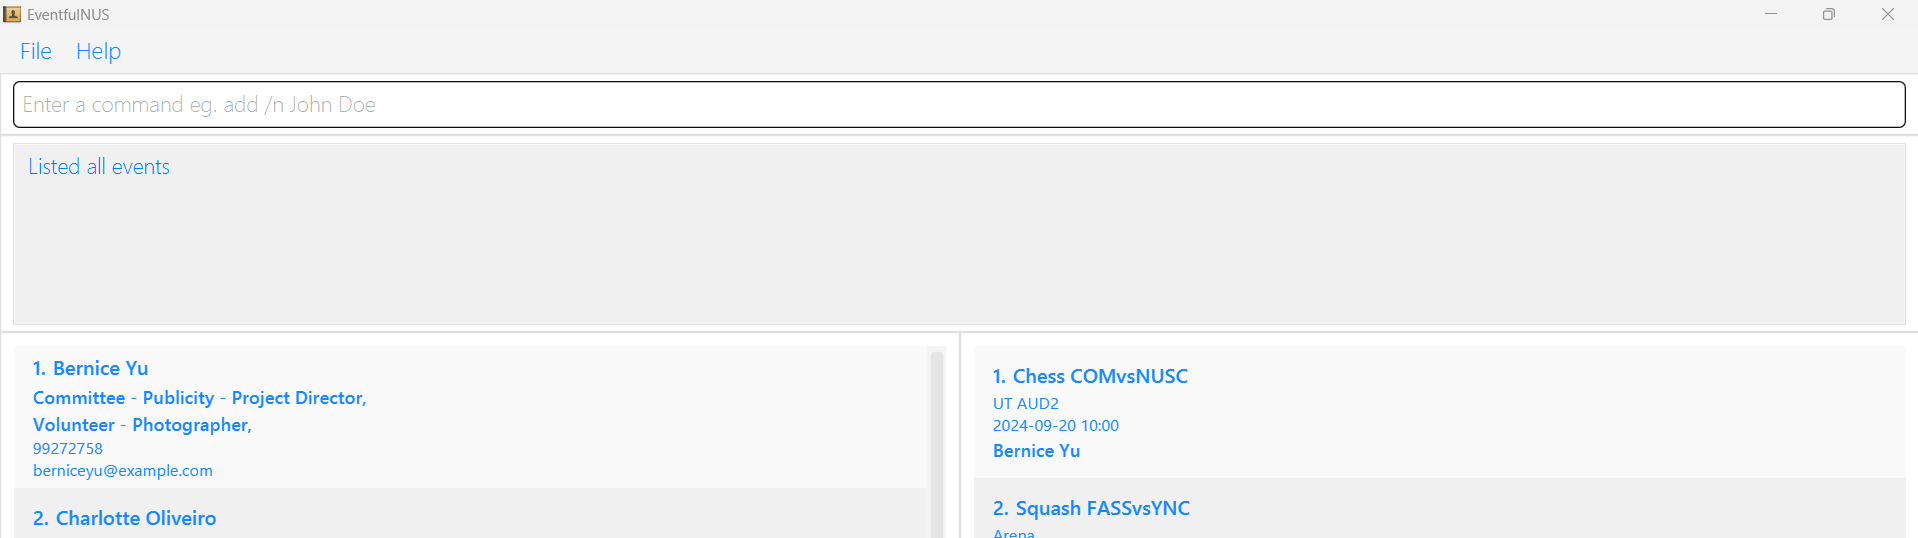 EventfulNUS
File Help
Enter a command eg. add /n John Doe
Listed all events
1. Bernice Yu
Committee - Publicity - Project Director,
Volunteer - Photographer,
99272758
berniceyu@example.com
2. Charlotte Oliveiro
1. Chess COMvsNUSC
UT AUD2
2024-09-20 10:00
Bernice Yu
2. Squash FASSvsYNC
Arena